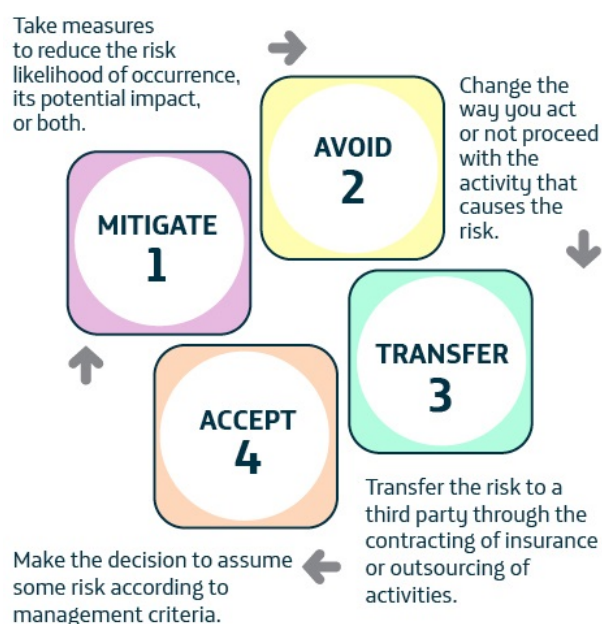 Take measures
to reduce the risk
likelihood of occurrence,
its potential impact,
or both.
MITIGATE
1
AVOID
2
Change the
way you act
or not proceed
with the
activity that
causes the
risk.
TRANSFER
3
Transfer the risk to a
third party through the
contracting of insurance
or outsourcing of
activities.
ACCEPT
4
Make the decision to assume
some risk according to
management criteria.